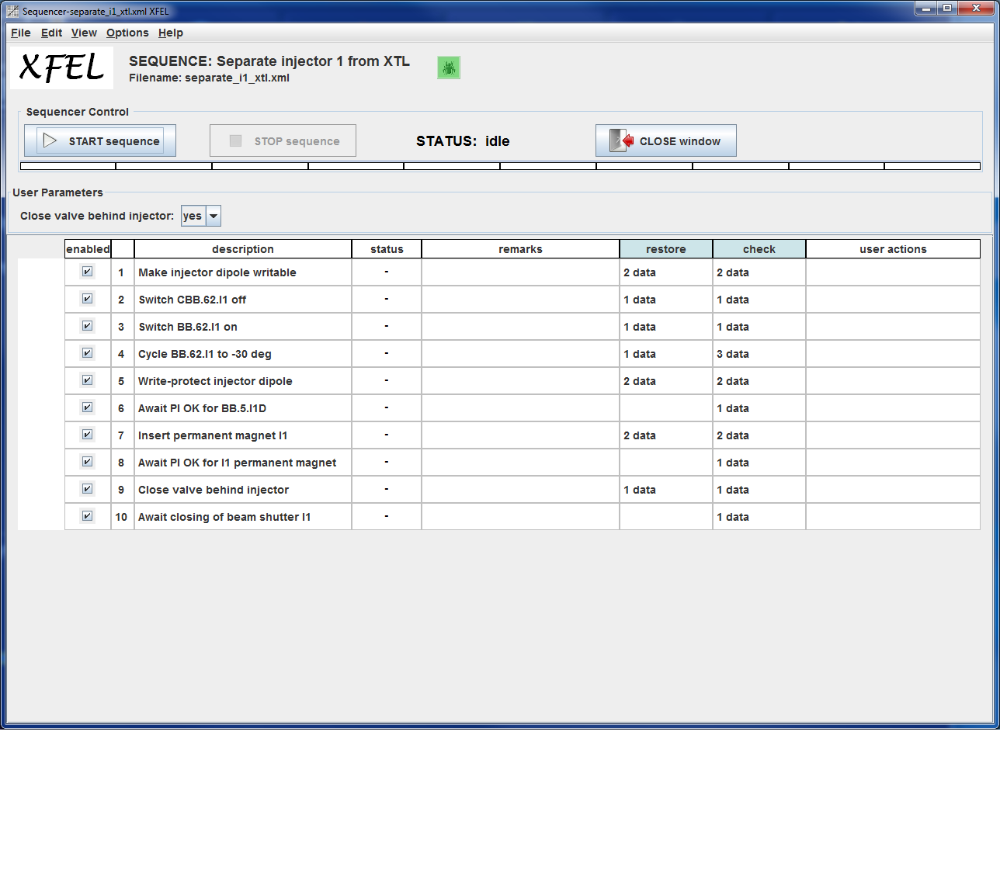 Sequencer-separate_i1_xtl.xml XFEL
File Edit View Options Help
XFEL
SEQUENCE: Separate injector 1 from XTL
Filename: separate_i1_xtl.xml
Sequencer Control
START sequence STOP sequence STATUS: idle CLOSE window
User Parameters
Close valve behind injector: yes
enabled description status remarks restore check user actions
1 Make injector dipole writable - 2 data 2 data
2 Switch CBB.62.I1 off - 1 data 1 data
3 Switch BB.62.I1 on - 1 data 1 data
4 Cycle BB.62.I1 to -30 deg - 1 data 3 data
5 Write-protect injector dipole - 2 data 2 data
6 Await PI OK for BB.5.I1D - 1 data
7 Insert permanent magnet I1 - 2 data 2 data
8 Await PI OK for I1 permanent magnet - 1 data
9 Close valve behind injector - 1 data 1 data
10 Await closing of beam shutter I1 - 1 data